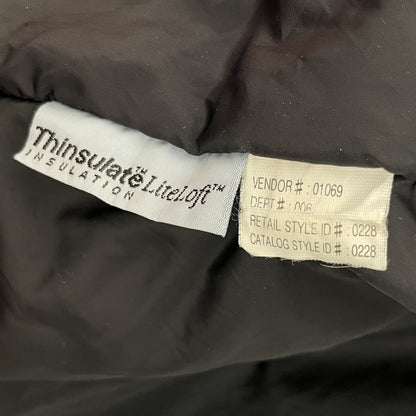 Thinsulate™ LiteLoft™
INSULATION
VENDOR # : 01069
DEPT # : 006
RETAIL STYLE ID # : 0228
CATALOG STYLE ID # : 0228